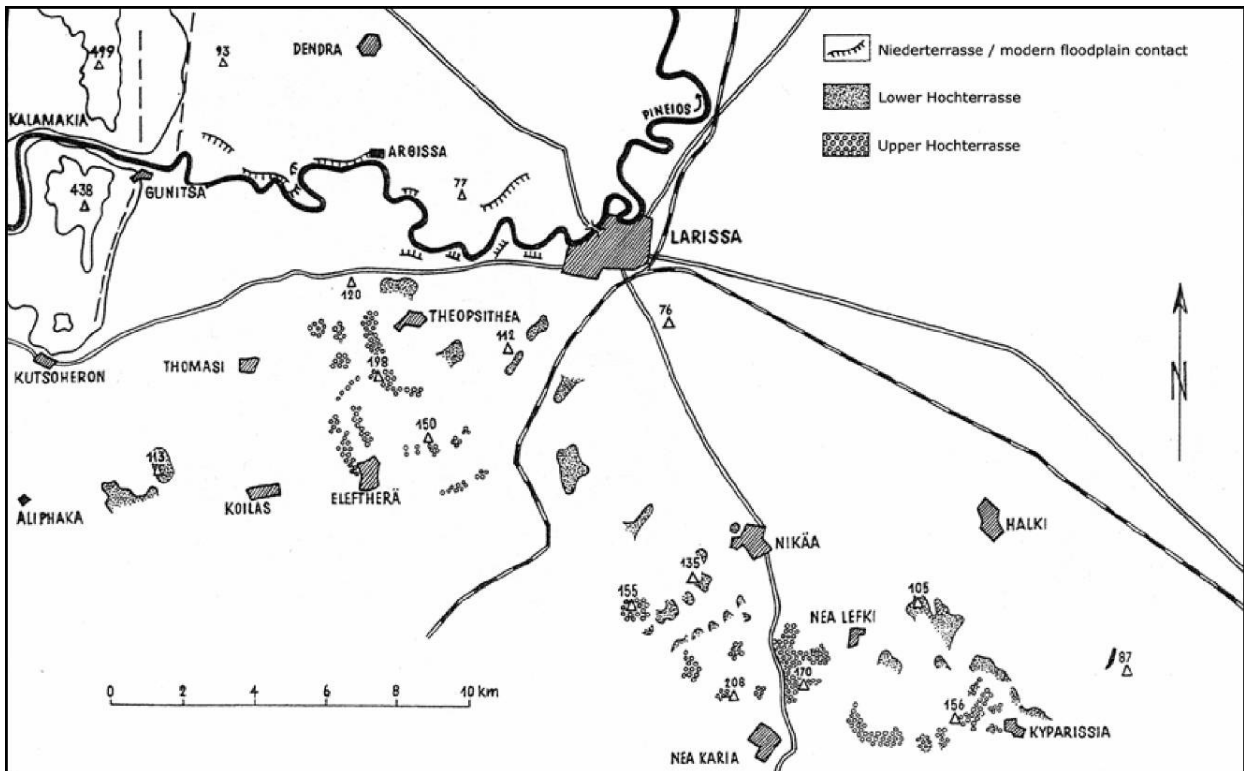 499
93
DENDRA
Niederterrasse / modern floodplain contact
Lower Hochterrasse
Upper Hochterrasse
PINEIOS
KALAMAKIA
ARGISSA
GUNITSA
438
77
LARISSA
120
THEOPSITHEA
76
112
N
KUTSOHERON
THOMASI
198
150
113
ALIPHAKA
KOILAS
ELEFTHERÄ
NIKÄA
HALKI
135
155
105
NEA LEFKI
87
170
208
156
KYPARISSIA
NEA KARIA
0 2 4 6 8 10 km